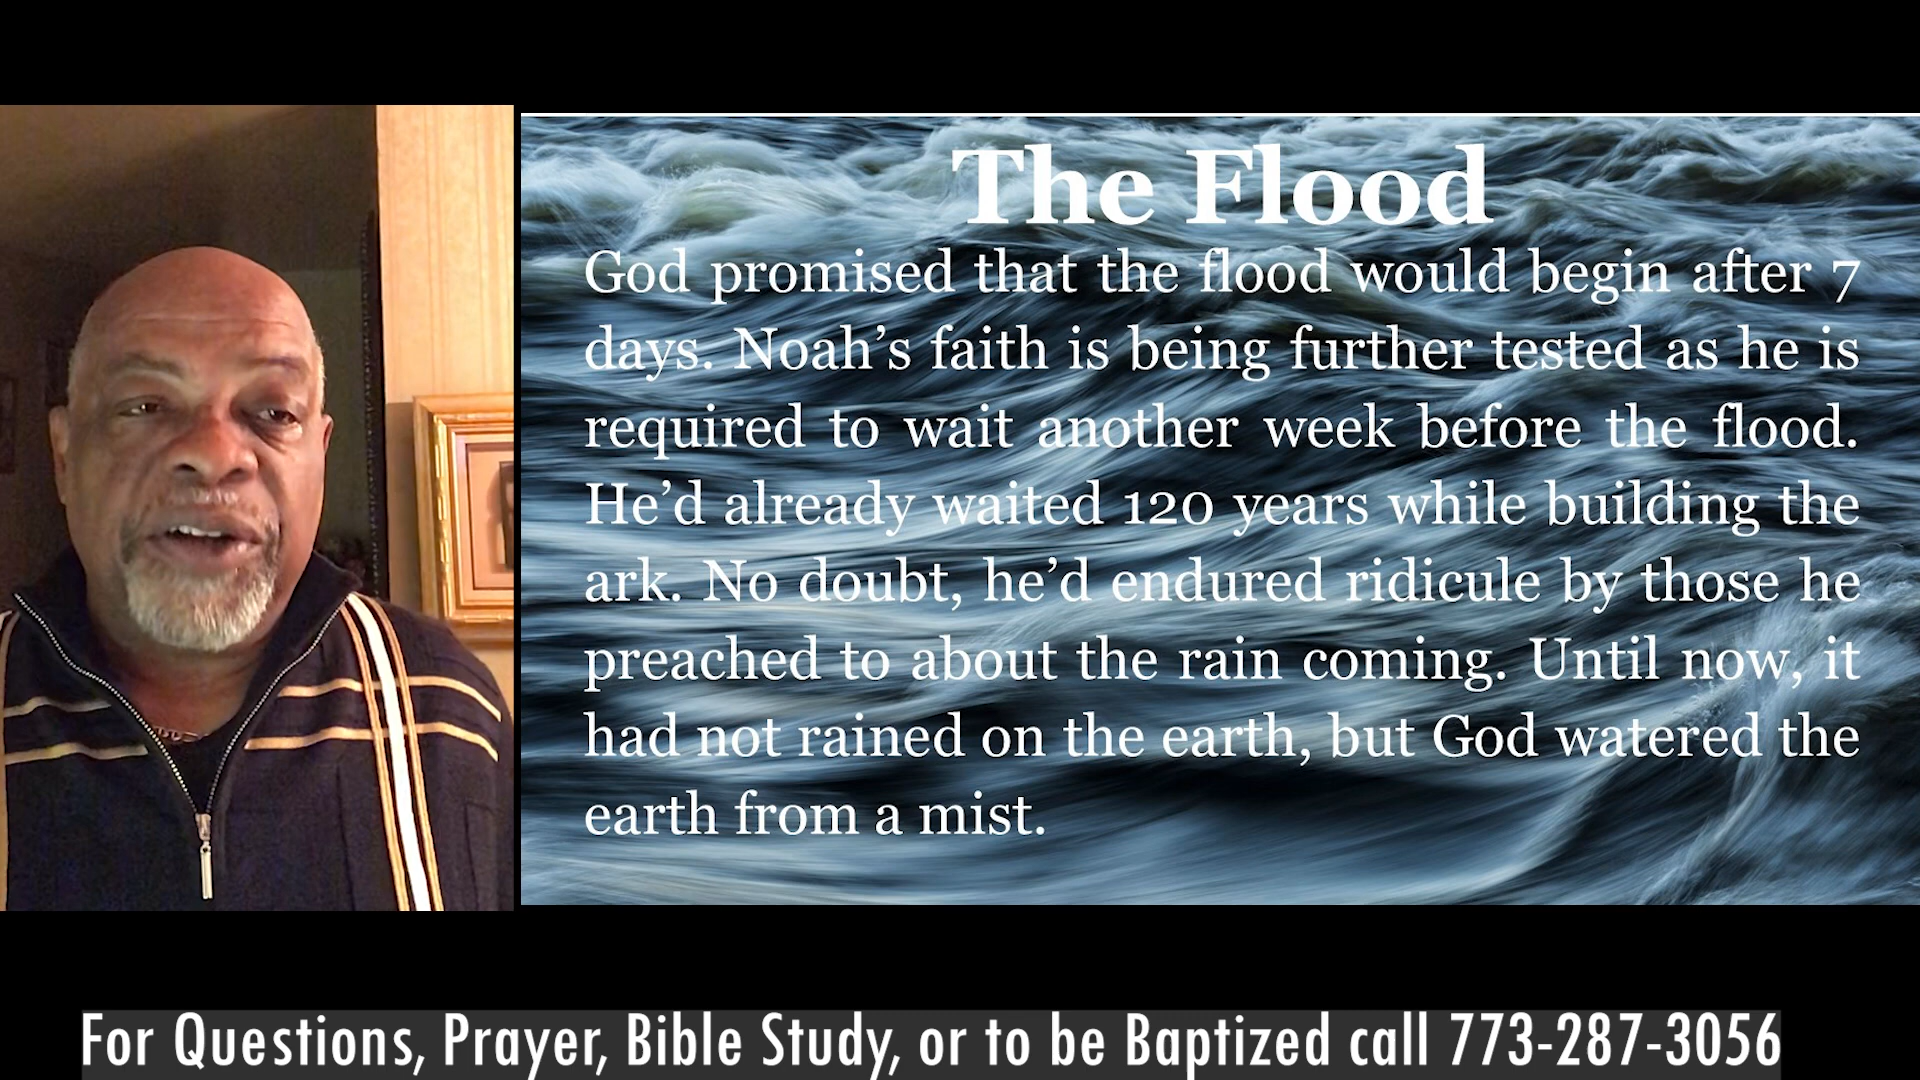 The Flood
God promised that the flood would begin after 7
days. Noah’s faith is being further tested as he is
required to wait another week before the flood.
He’d already waited 120 years while building the
ark. No doubt, he’d endured ridicule by those he
preached to about the rain coming. Until now, it
had not rained on the earth, but God watered the
earth from a mist.
For Questions, Prayer, Bible Study, or to be Baptized call 773-287-3056